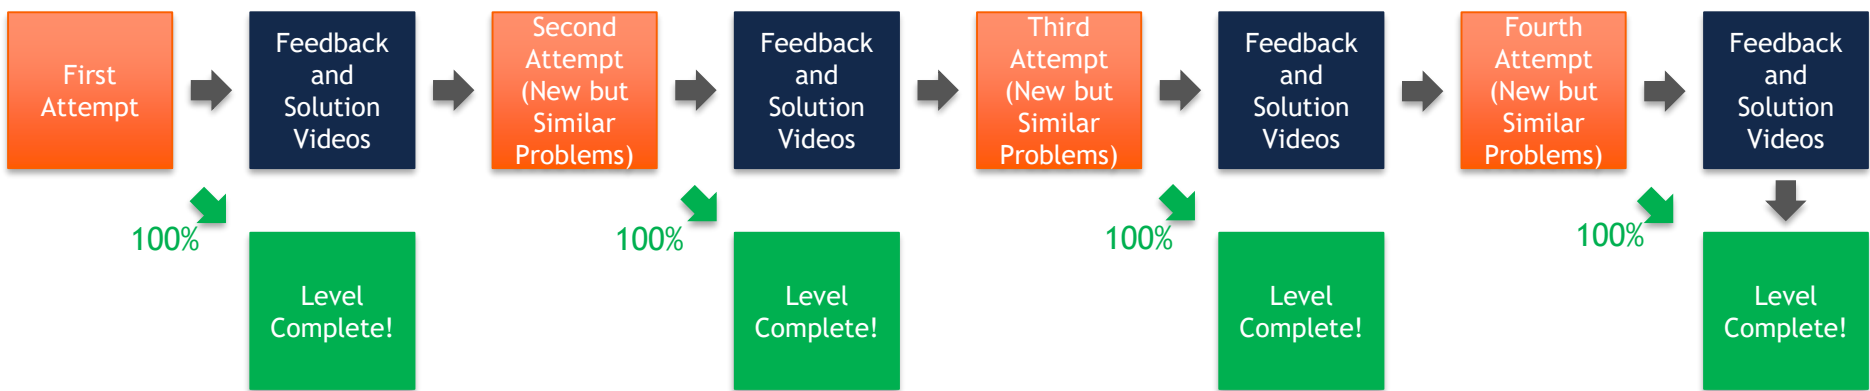 First
Attempt
Feedback
and
Solution
Videos
Second
Attempt
(New but
Similar
Problems)
Feedback
and
Solution
Videos
Third
Attempt
(New but
Similar
Problems)
Feedback
and
Solution
Videos
Fourth
Attempt
(New but
Similar
Problems)
Feedback
and
Solution
Videos
100%
100%
100%
100%
Level
Complete!
Level
Complete!
Level
Complete!
Level
Complete!